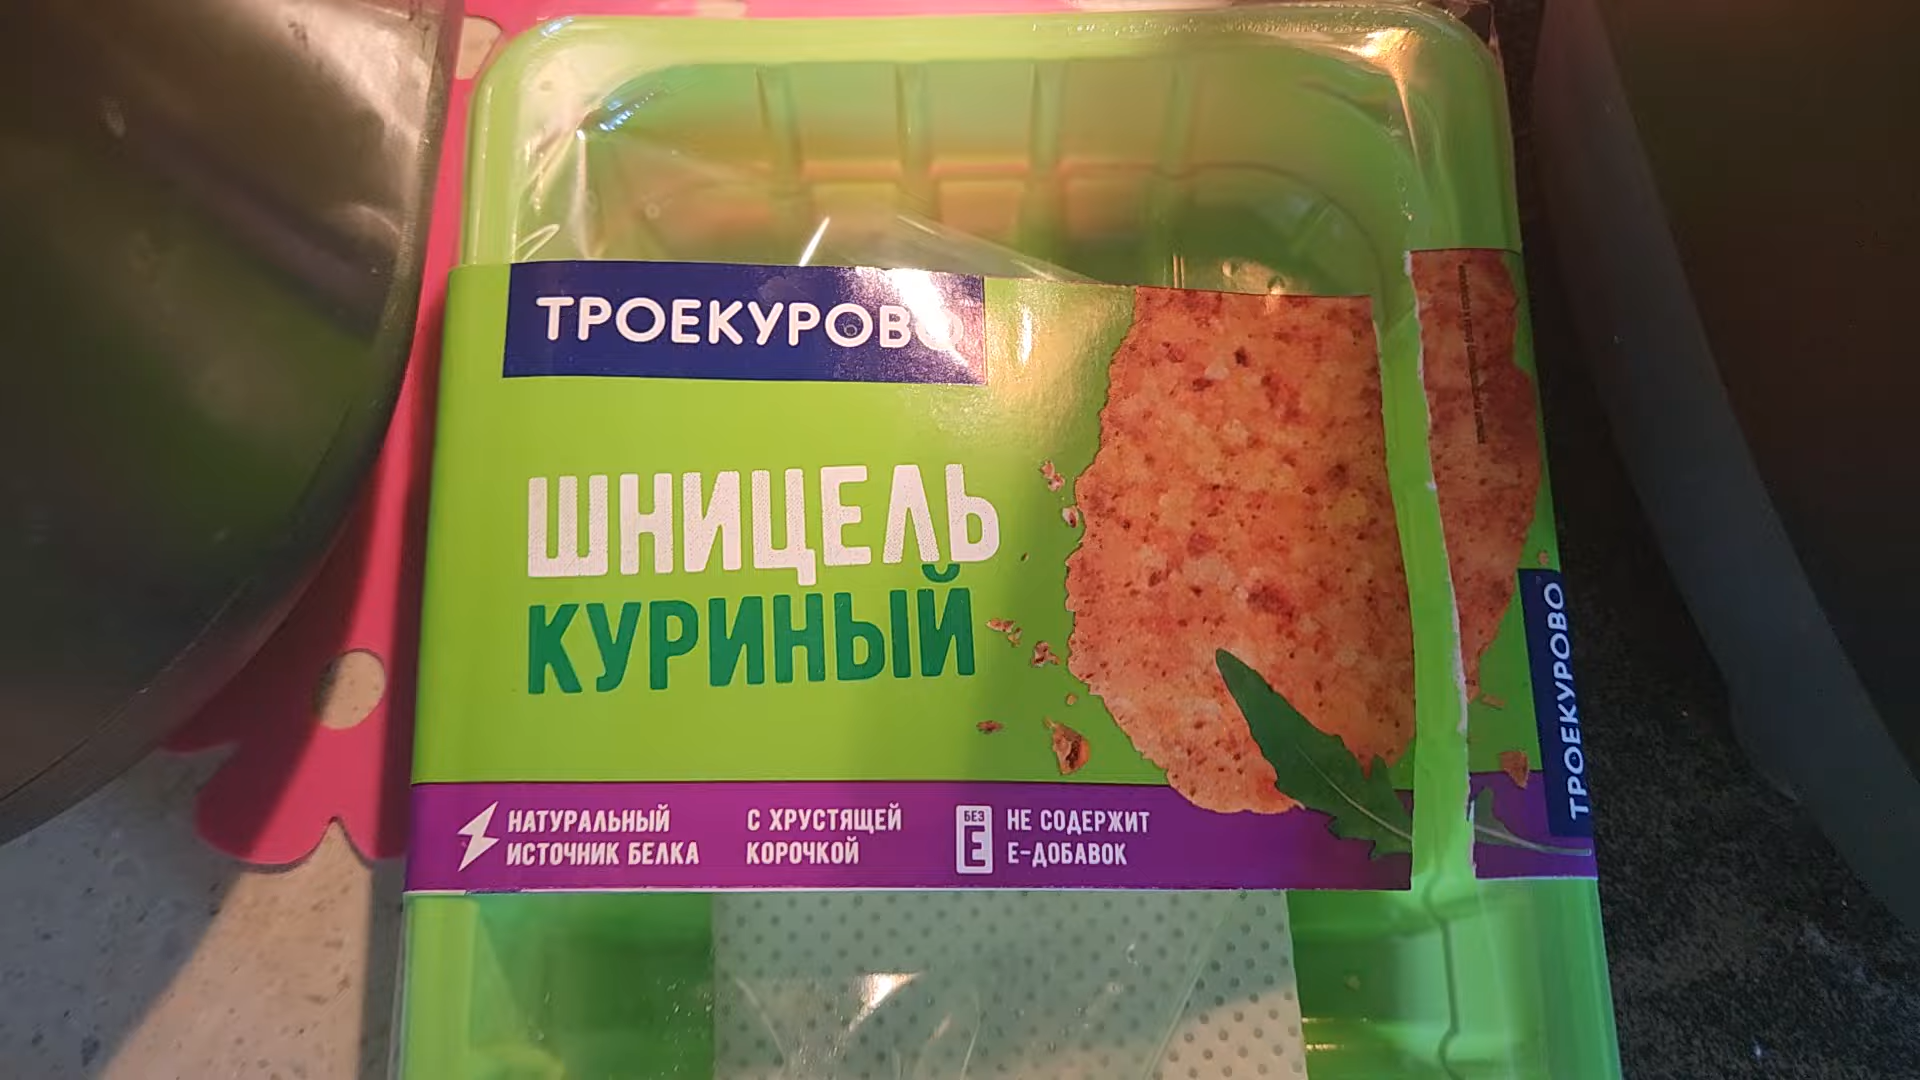 ТРОЕКУРОВО
ШНИЦЕЛЬ
КУРИНЫЙ
НАТУРАЛЬНЫЙ
ИСТОЧНИК БЕЛКА
С ХРУСТЯЩЕЙ
КОРОЧКОЙ
БЕЗ
Е
НЕ СОДЕРЖИТ
Е-ДОБАВОК
ТРОЕКУРОВО